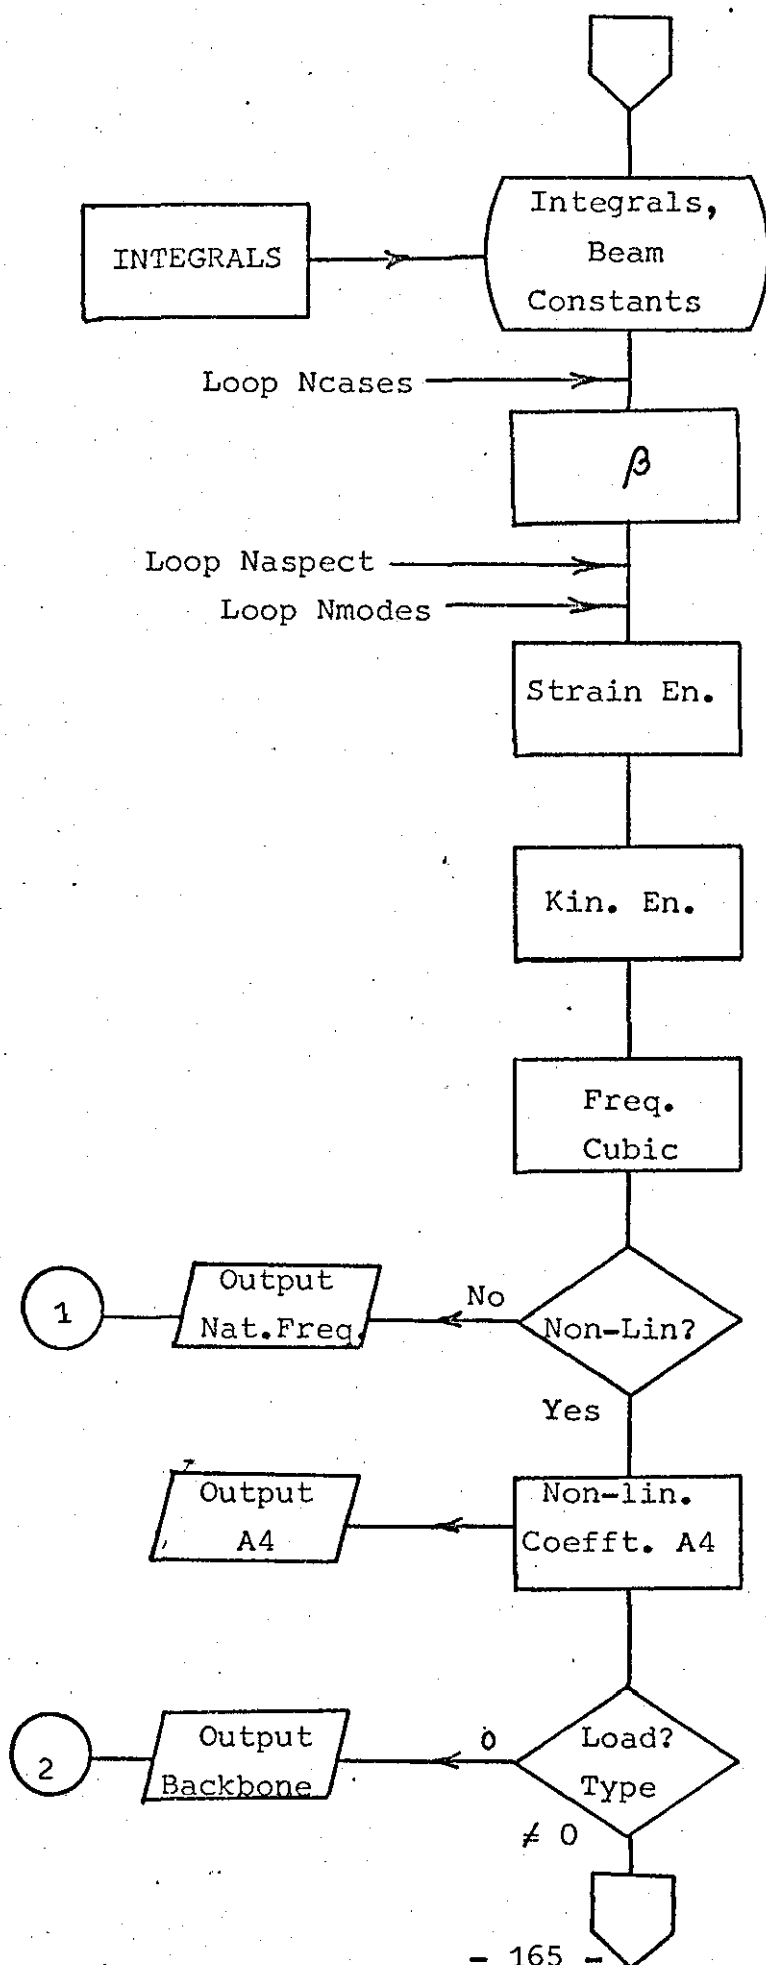 Integrals,
Beam
Constants
INTEGRALS
Loop Ncases
β
Loop Naspect
Loop Nmodes
Strain En.
Kin. En.
Freq.
Cubic
Non-Lin?
No
Output
Nat.Freq.
1
Yes
Non-lin.
Coefft. A4
Output
A4
Load?
Type
0
Output
Backbone
2
≠ 0
- 165 -